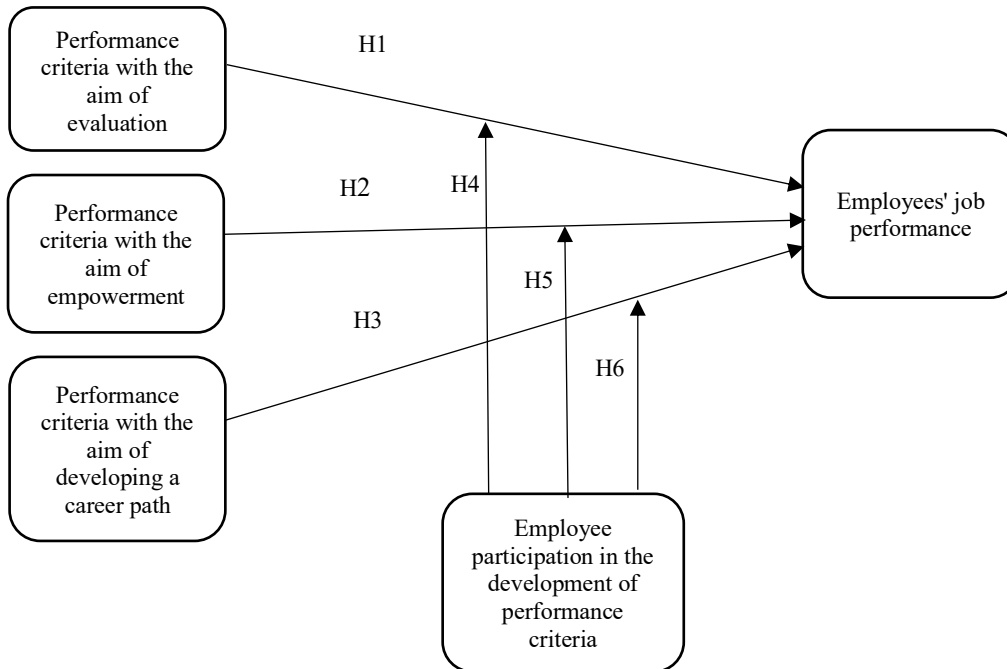 Performance
criteria with the
aim of
evaluation
H1
H2
H4
Performance
criteria with the
aim of
empowerment
Employees' job
performance
H5
H3
H6
Performance
criteria with the
aim of
developing a
career path
Employee
participation in the
development of
performance
criteria